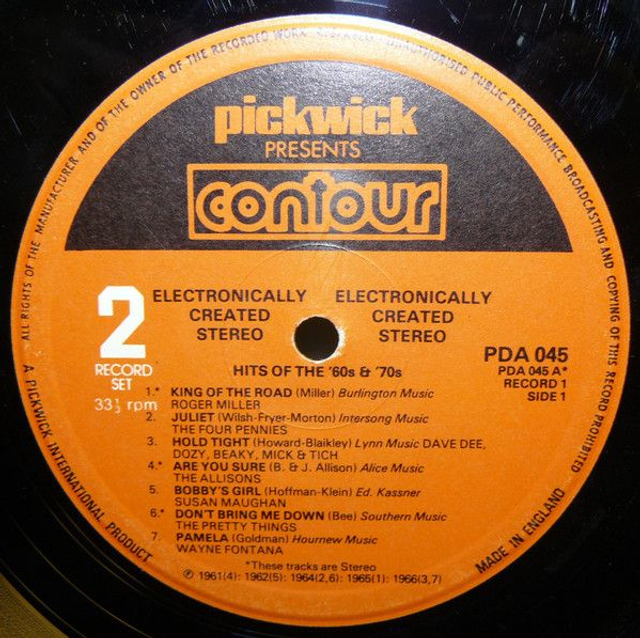 ALL RIGHTS OF THE MANUFACTURER AND OF THE OWNER OF THE RECORDED WORK RESERVED. UNAUTHORISED PUBLIC PERFORMANCE BROADCASTING AND COPYING OF THIS RECORD PROHIBITED
pickwick
PRESENTS
contour
2
RECORD
SET
33⅓ rpm
ELECTRONICALLY
CREATED
STEREO
ELECTRONICALLY
CREATED
STEREO
HITS OF THE '60s & '70s
PDA 045
PDA 045 A*
RECORD 1
SIDE 1
1.* KING OF THE ROAD (Miller) Burlington Music
ROGER MILLER
2. JULIET (Wilsh-Fryer-Morton) Intersong Music
THE FOUR PENNIES
3. HOLD TIGHT (Howard-Blaikley) Lynn Music DAVE DEE,
DOZY, BEAKY, MICK & TICH
4.* ARE YOU SURE (B. & J. Allison) Alice Music
THE ALLISONS
5. BOBBY'S GIRL (Hoffman-Klein) Ed. Kassner
SUSAN MAUGHAN
6.* DON'T BRING ME DOWN (Bee) Southern Music
THE PRETTY THINGS
7. PAMELA (Goldman) Hournew Music
WAYNE FONTANA
*These tracks are Stereo
℗ 1961(4): 1962(5): 1964(2,6): 1965(1): 1966(3,7)
A PICKWICK INTERNATIONAL PRODUCT
MADE IN ENGLAND